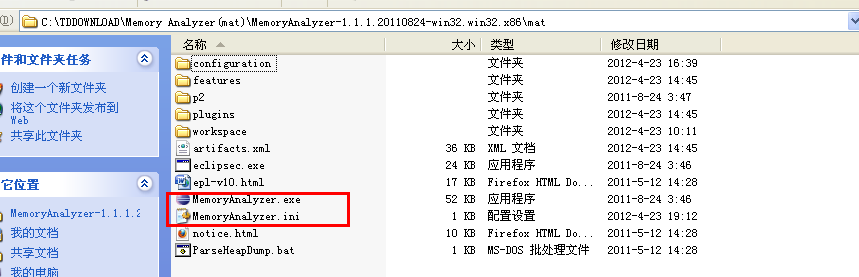 (D) C:\TDDOWNLOAD\Memory Analyzer(mat)\MemoryAnalyzer-1.1.1.20110824-win32.win32.x86\mat
件和文件夹任务
创建一个新文件夹
将这个文件夹发布到
Web
共享此文件夹
它位置
MemoryAnalyzer-1.1.1.2
我的文档
共享文档
我的电脑
名称 大小 类型 修改日期
configuration 文件夹 2012-4-23 16:39
features 文件夹 2012-4-23 14:45
p2 文件夹 2011-8-24 3:47
plugins 文件夹 2012-4-23 14:45
workspace 文件夹 2012-4-23 10:11
artifacts.xml 36 KB XML 文档 2012-4-23 14:45
eclipsec.exe 24 KB 应用程序 2011-8-24 3:46
epl-v10.html 17 KB Firefox HTML Do... 2011-5-12 14:28
MemoryAnalyzer.exe 52 KB 应用程序 2011-8-24 3:46
MemoryAnalyzer.ini 1 KB 配置设置 2012-4-23 19:12
notice.html 10 KB Firefox HTML Do... 2011-5-12 14:28
ParseHeapDump.bat 1 KB MS-DOS 批处理文件 2011-5-12 14:28